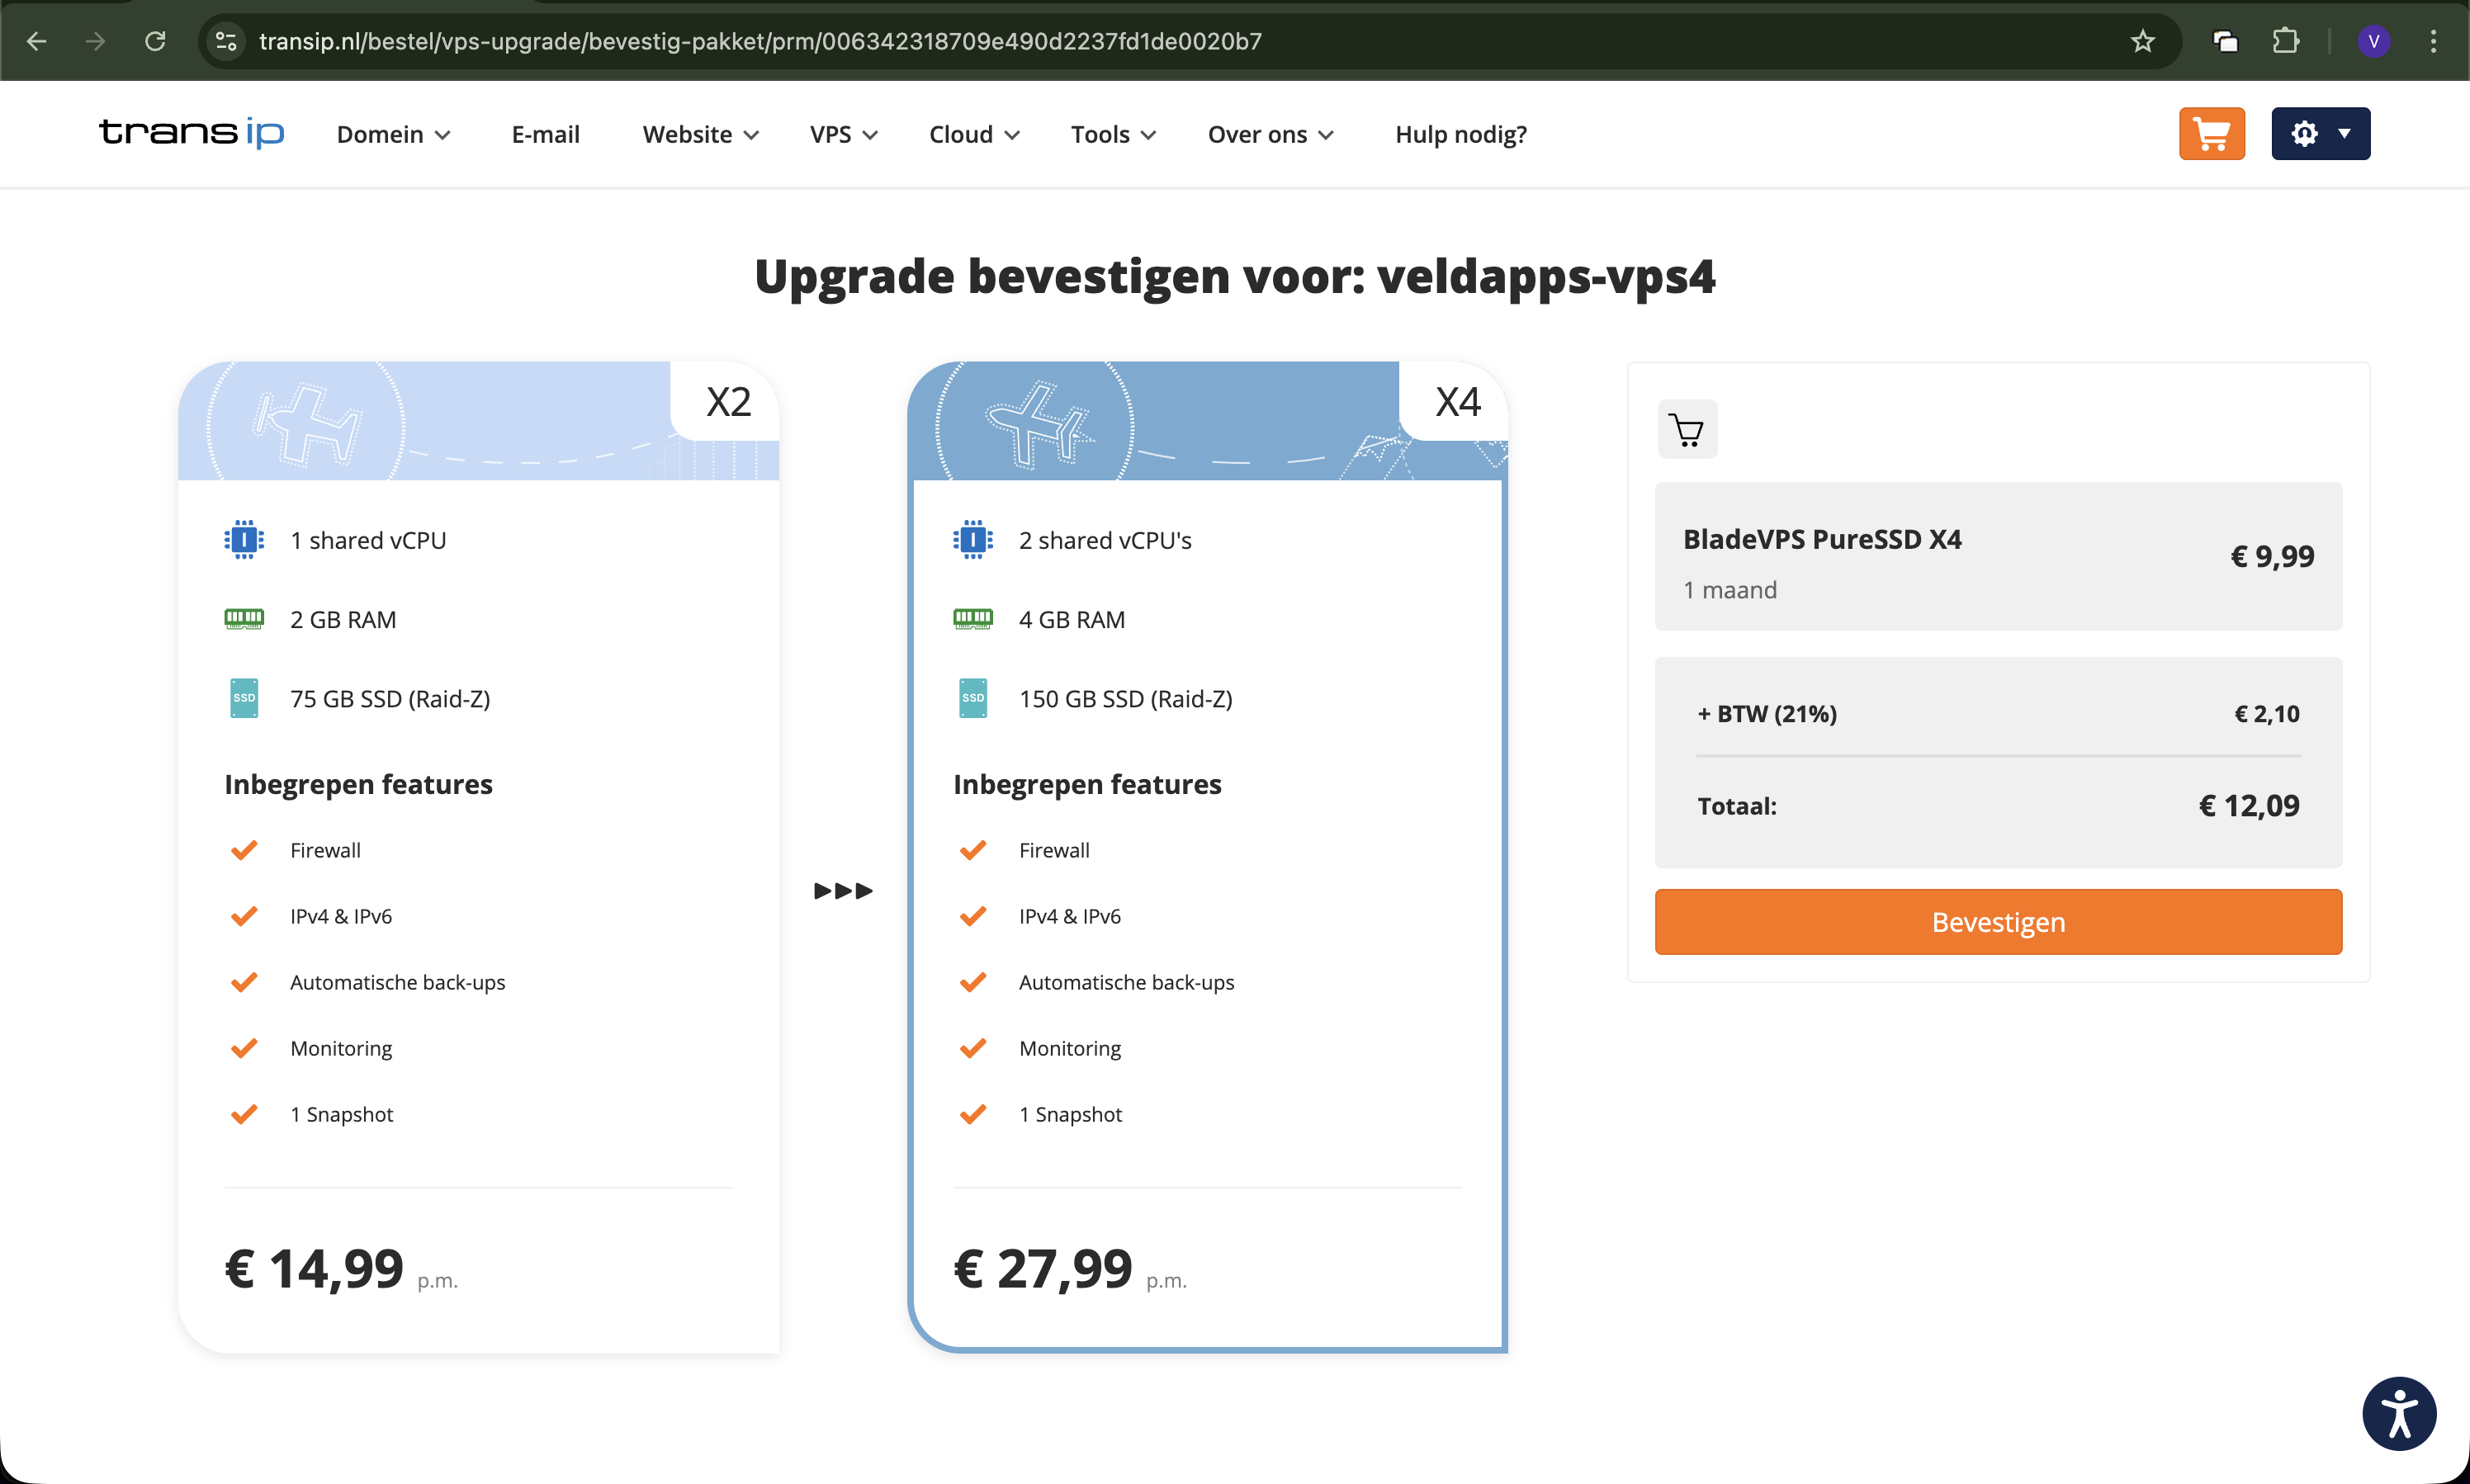 transip.nl/bestel/vps-upgrade/bevestig-pakket/prm/006342318709e490d2237fd1de0020b7
V
transip
Domein
E-mail
Website
VPS
Cloud
Tools
Over ons
Hulp nodig?
Upgrade bevestigen voor: veldapps-vps4
X2
1 shared vCPU
2 GB RAM
SSD
75 GB SSD (Raid-Z)
Inbegrepen features
Firewall
IPv4 & IPv6
Automatische back-ups
Monitoring
1 Snapshot
€ 14,99 p.m.
X4
2 shared vCPU's
4 GB RAM
SSD
150 GB SSD (Raid-Z)
Inbegrepen features
Firewall
IPv4 & IPv6
Automatische back-ups
Monitoring
1 Snapshot
€ 27,99 p.m.
BladeVPS PureSSD X4
€ 9,99
1 maand
+ BTW (21%) € 2,10
Totaal: € 12,09
Bevestigen